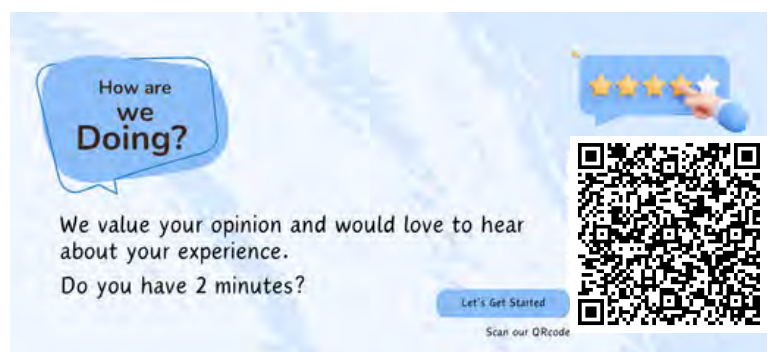 How are
we
Doing?
We value your opinion and would love to hear
about your experience.
Do you have 2 minutes?
Let's Get Started
Scan our QRcode